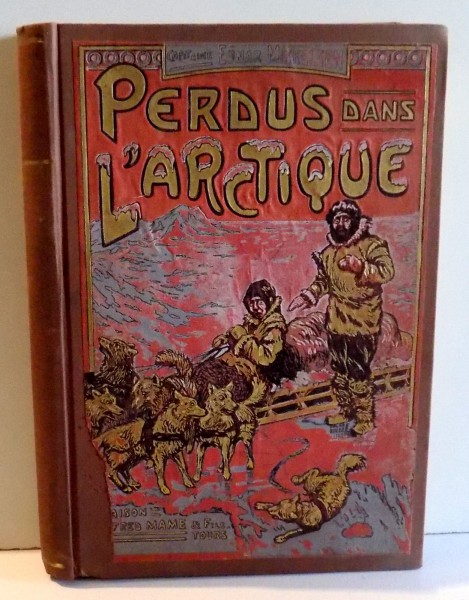 PERDUS DANS
L'ARCTIQUE
MAME & FILS
TOURS